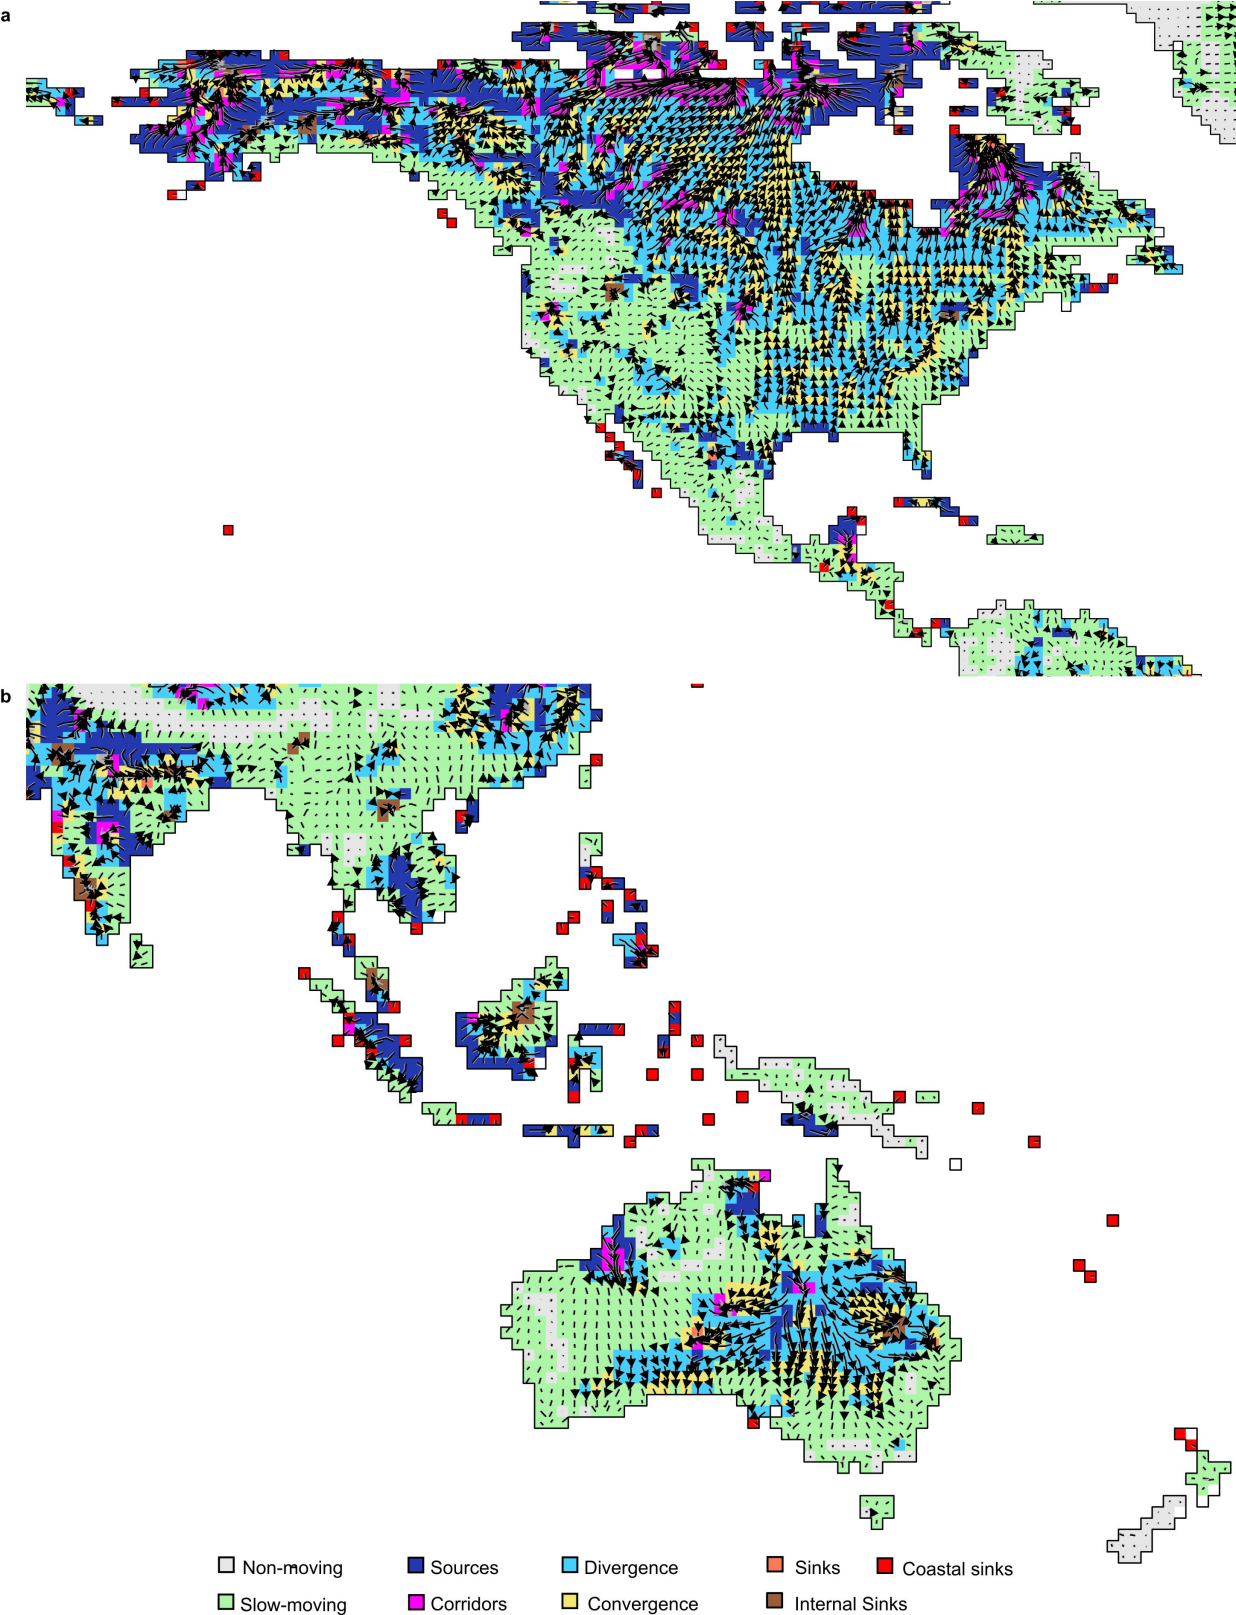 a
b
Non-moving Sources Divergence Sinks Coastal sinks
Slow-moving Corridors Convergence Internal Sinks